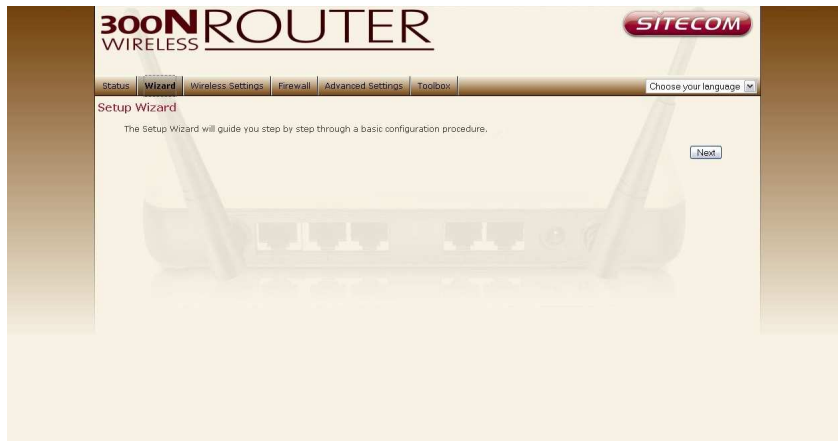 300N ROUTER
WIRELESS
SITECOM
Status Wizard Wireless Settings Firewall Advanced Settings Toolbox Choose your language
Setup Wizard
The Setup Wizard will guide you step by step through a basic configuration procedure.
Next